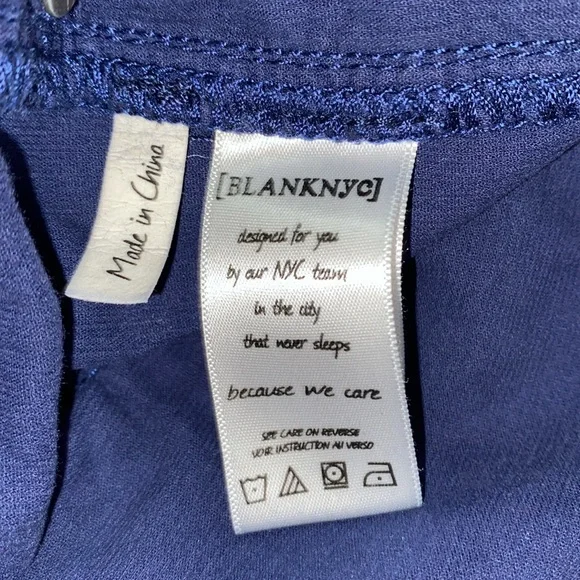 Made in China
[BLANKNYC]
designed for you
by our NYC team
in the city
that never sleeps
because we care
SEE CARE ON REVERSE
VOIR INSTRUCTION AU VERSO